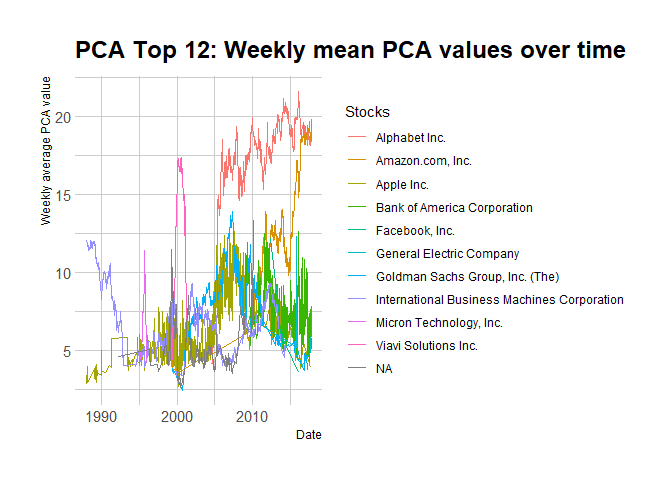 PCA Top 12: Weekly mean PCA values over time
Weekly average PCA value
20
15
10
5
1990 2000 2010
Date
Stocks
Alphabet Inc.
Amazon.com, Inc.
Apple Inc.
Bank of America Corporation
Facebook, Inc.
General Electric Company
Goldman Sachs Group, Inc. (The)
International Business Machines Corporation
Micron Technology, Inc.
Viavi Solutions Inc.
NA